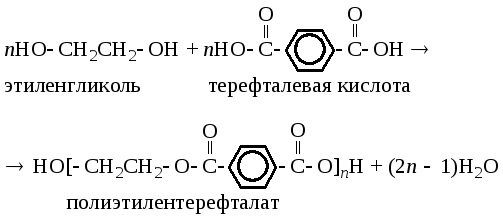 O O
nHO- CH2CH2- OH + nHO- C- -C- OH →
этиленгликоль терефталевая кислота
O O
→ HO[- CH2CH2- O- C- -C- O]nH + (2n - 1)H2O
полиэтилентерефталат